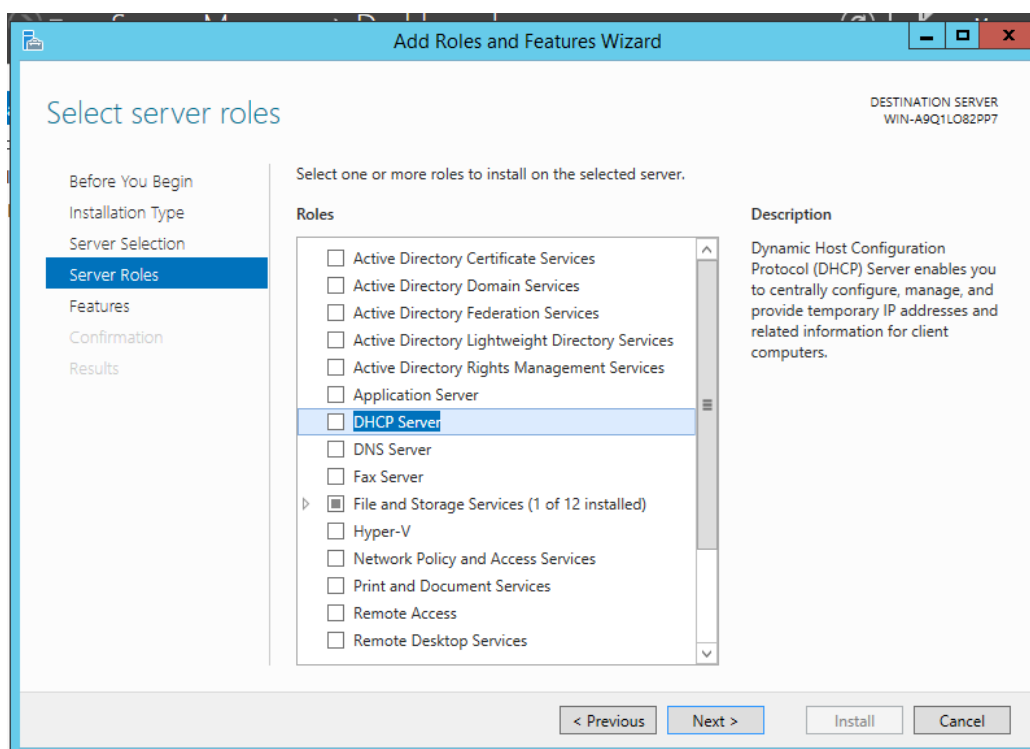 Add Roles and Features Wizard
Select server roles
DESTINATION SERVER
WIN-A9Q1LO82PP7
Before You Begin
Installation Type
Server Selection
Server Roles
Features
Confirmation
Results
Select one or more roles to install on the selected server.
Roles
Active Directory Certificate Services
Active Directory Domain Services
Active Directory Federation Services
Active Directory Lightweight Directory Services
Active Directory Rights Management Services
Application Server
DHCP Server
DNS Server
Fax Server
File and Storage Services (1 of 12 installed)
Hyper-V
Network Policy and Access Services
Print and Document Services
Remote Access
Remote Desktop Services
Description
Dynamic Host Configuration
Protocol (DHCP) Server enables you
to centrally configure, manage, and
provide temporary IP addresses and
related information for client
computers.
< Previous
Next >
Install
Cancel